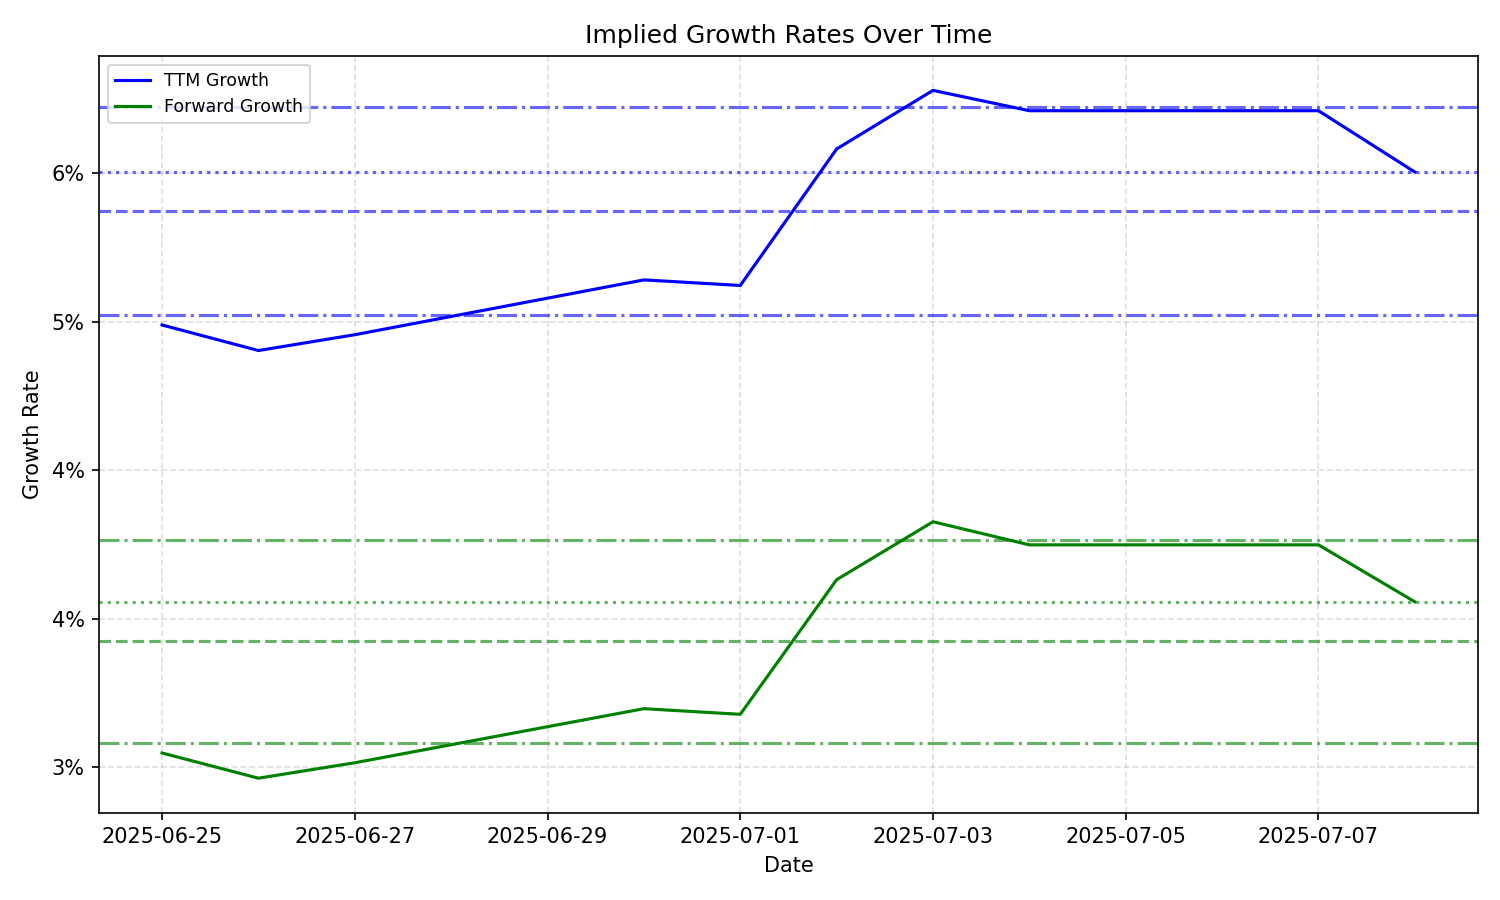 Implied Growth Rates Over Time
TTM Growth
Forward Growth
6%
5%
4%
4%
3%
Growth Rate
2025-06-25
2025-06-27
2025-06-29
2025-07-01
2025-07-03
2025-07-05
2025-07-07
Date